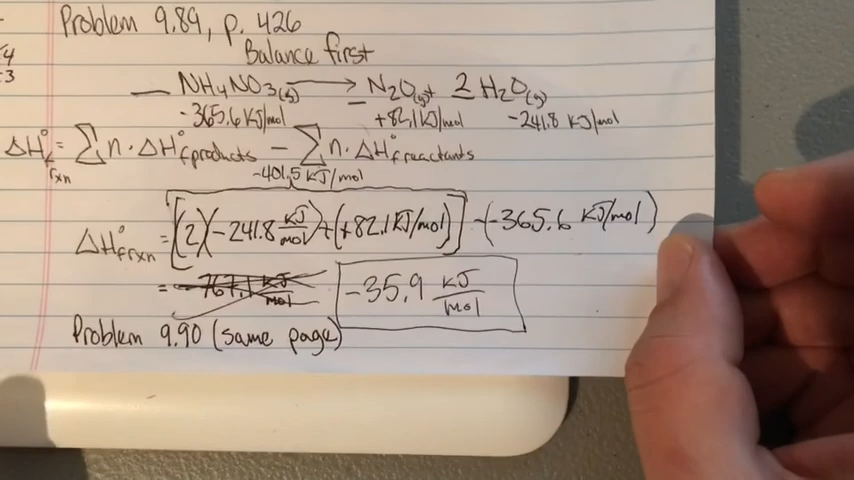 Problem 9.89, p. 426
Balance first
-4
-3
__ NH4NO3(s) → _ N2O(g)+ 2 H2O(g)
-365.6 KJ/mol +82.1 KJ/mol -241.8 KJ/mol
ΔH°rxn = Σn·ΔH°f products - Σn·ΔH°f reactants
-401.5 KJ/mol
ΔH°f rxn = [(2)(-241.8 KJ/mol)+(+82.1 KJ/mol)] -(-365.6 KJ/mol)
= -767.1 KJ/mol -35.9 KJ/mol
Problem 9.90 (same page)